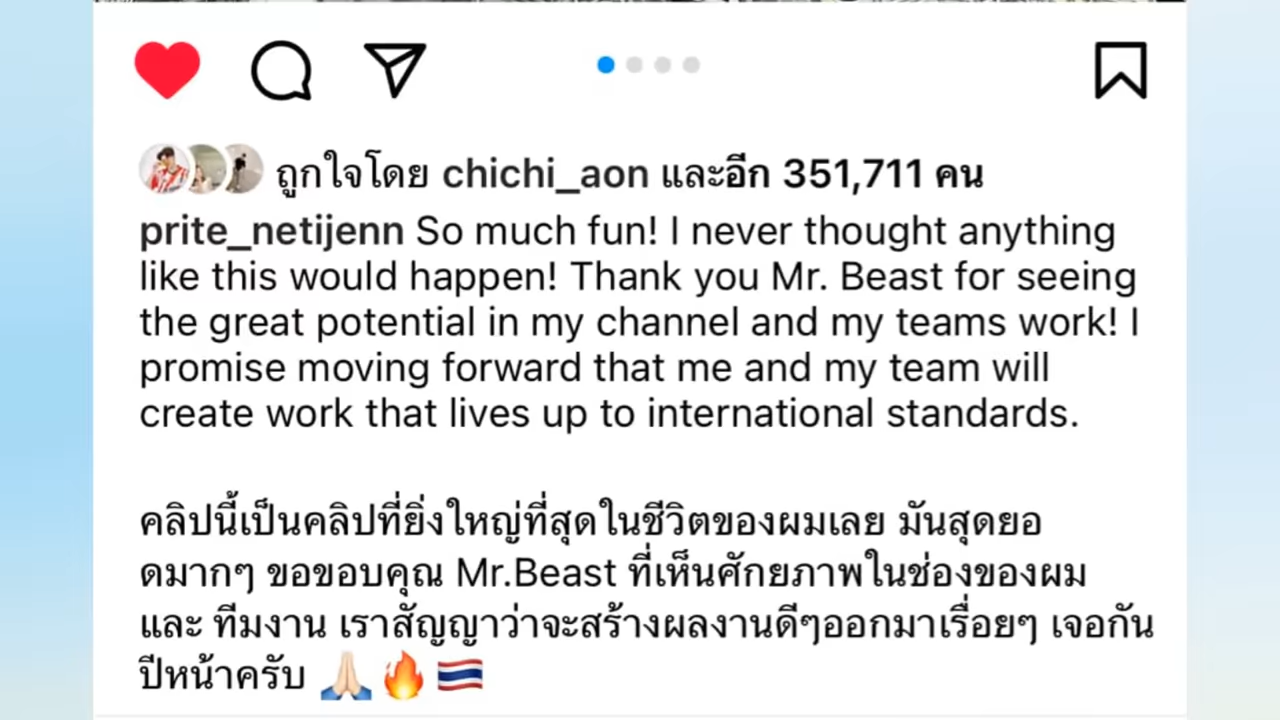 ถูกใจโดย chichi_aon และอีก 351,711 คน
prite_netijenn So much fun! I never thought anything
like this would happen! Thank you Mr. Beast for seeing
the great potential in my channel and my teams work! I
promise moving forward that me and my team will
create work that lives up to international standards.
คลิปนี้เป็นคลิปที่ยิ่งใหญ่ที่สุดในชีวิตของผมเลย มันสุดยอ
ดมากๆ ขอขอบคุณ Mr.Beast ที่เห็นศักยภาพในช่องของผม
และ ทีมงาน เราสัญญาว่าจะสร้างผลงานดีๆออกมาเรื่อยๆ เจอกัน
ปีหน้าครับ 🙏🏻🔥🇹🇭